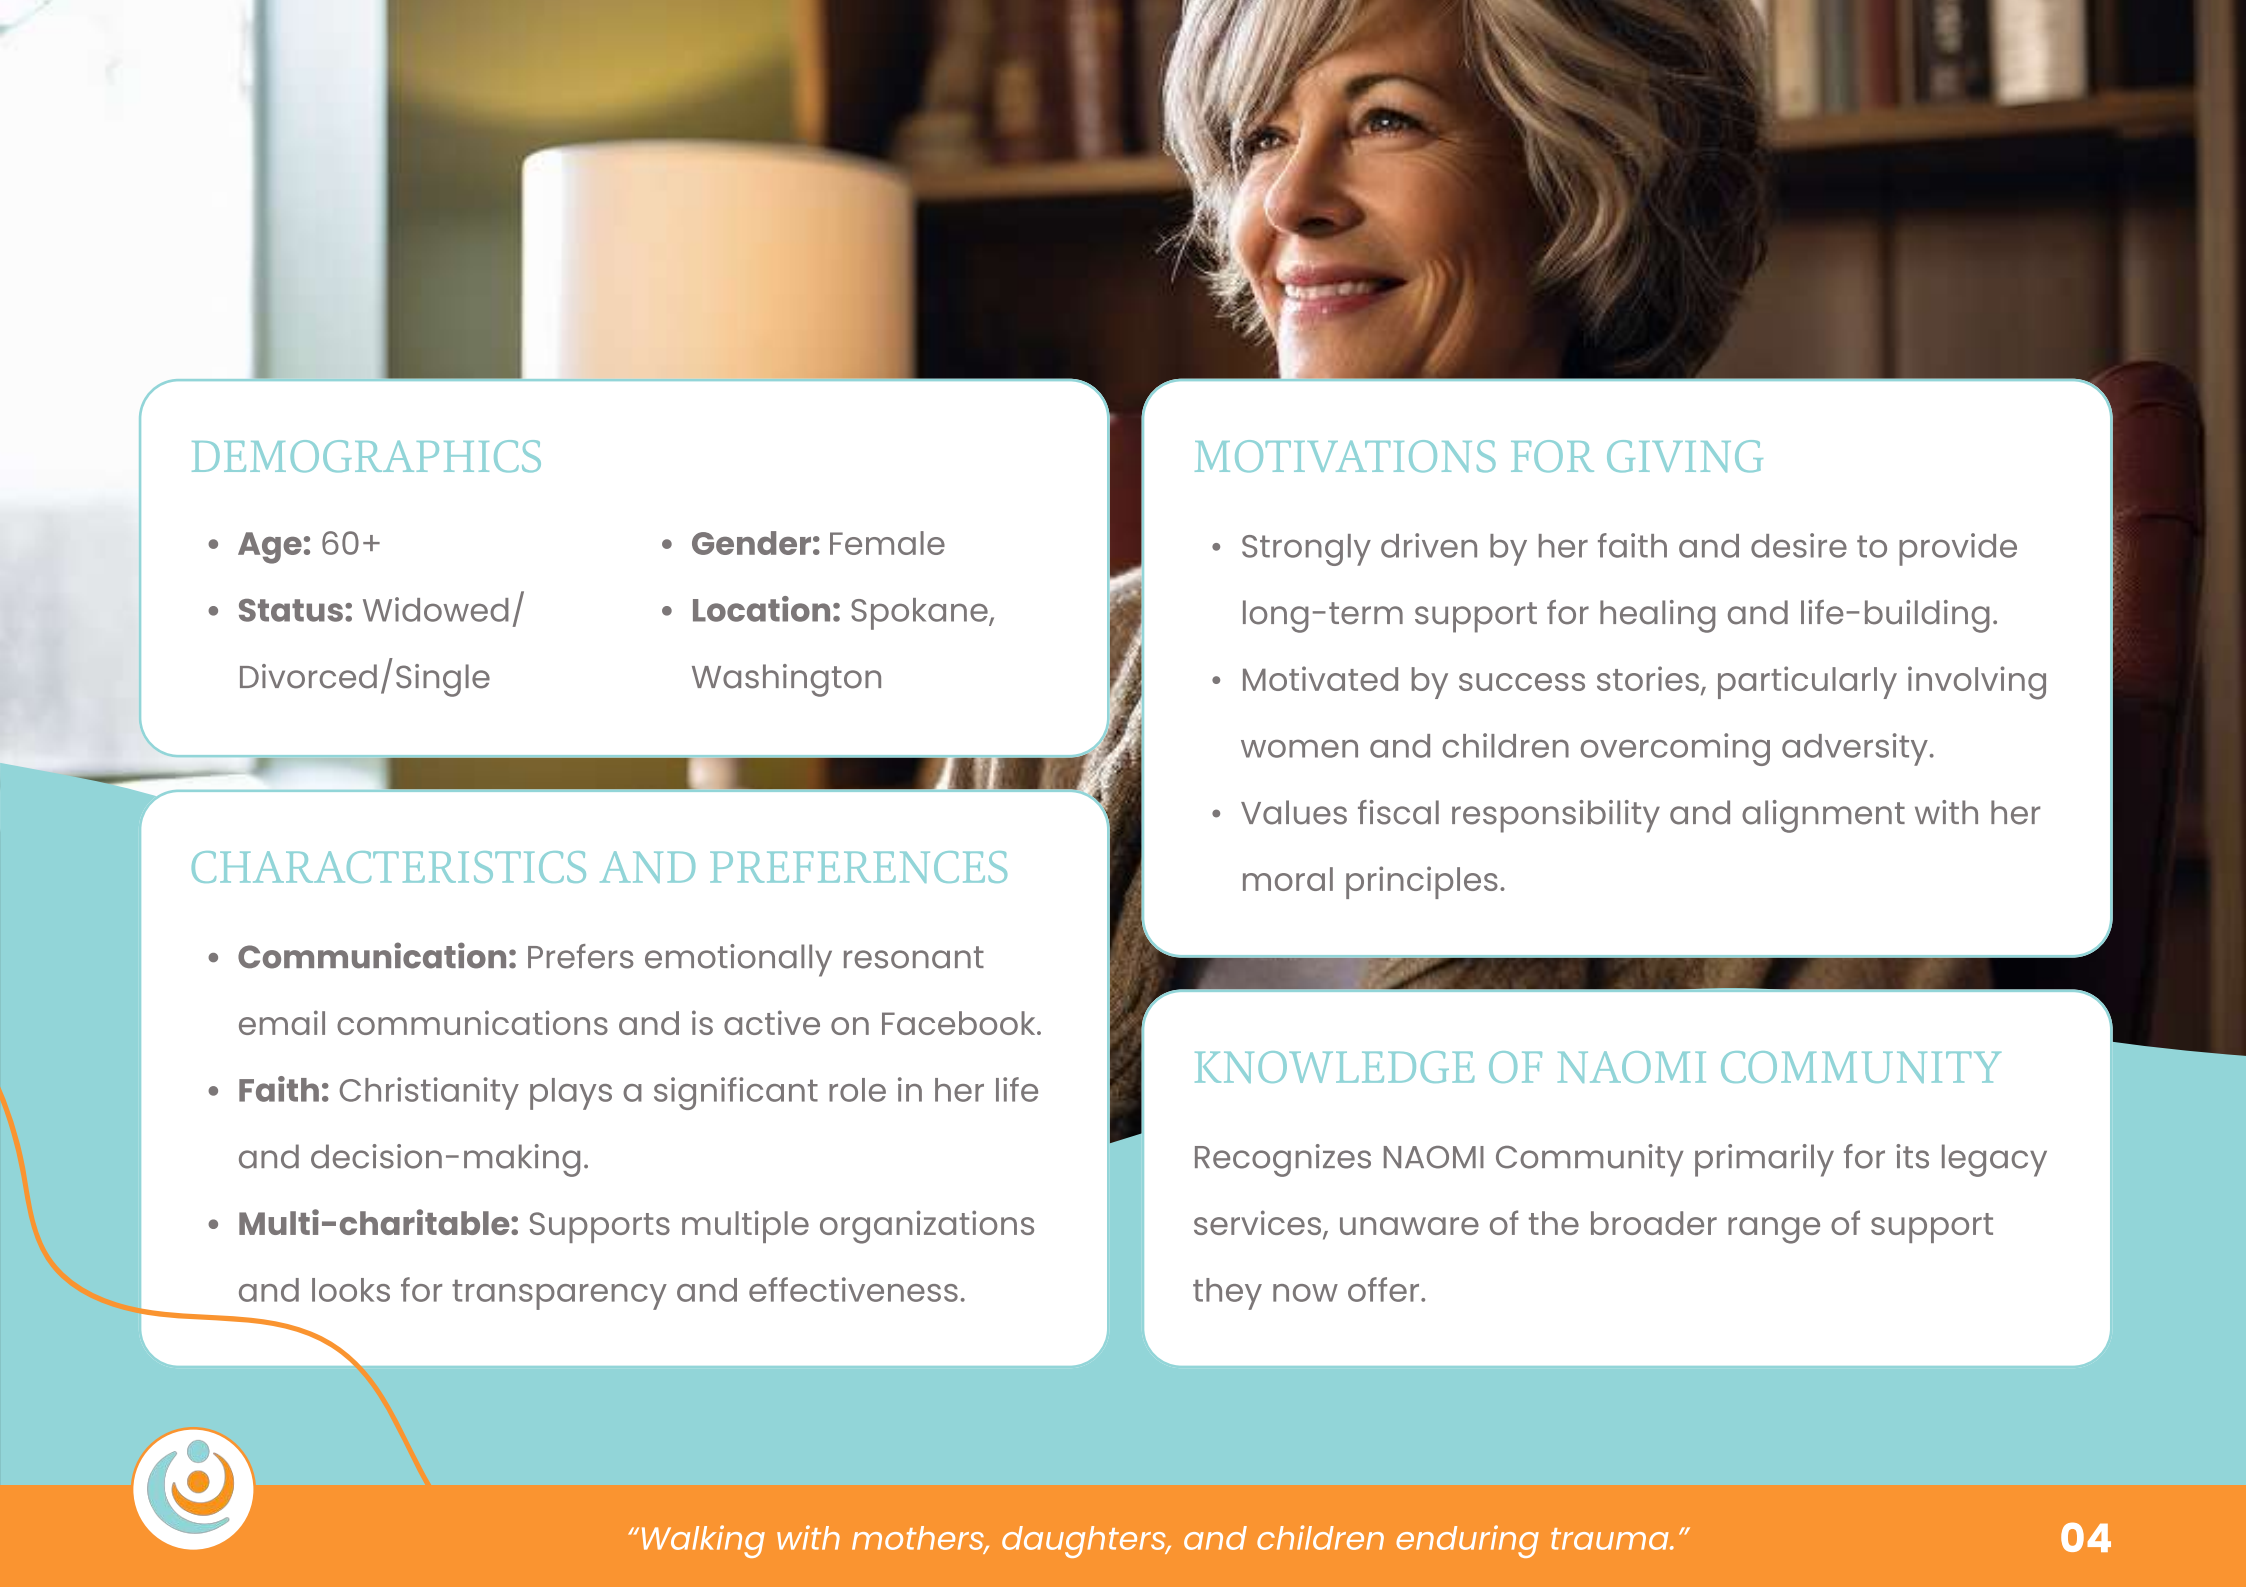 DEMOGRAPHICS
• Age: 60+
• Status: Widowed/
Divorced/Single
• Gender: Female
• Location: Spokane,
Washington
CHARACTERISTICS AND PREFERENCES
• Communication: Prefers emotionally resonant
email communications and is active on Facebook.
• Faith: Christianity plays a significant role in her life
and decision-making.
• Multi-charitable: Supports multiple organizations
and looks for transparency and effectiveness.
MOTIVATIONS FOR GIVING
• Strongly driven by her faith and desire to provide
long-term support for healing and life-building.
• Motivated by success stories, particularly involving
women and children overcoming adversity.
• Values fiscal responsibility and alignment with her
moral principles.
KNOWLEDGE OF NAOMI COMMUNITY
Recognizes NAOMI Community primarily for its legacy
services, unaware of the broader range of support
they now offer.
“Walking with mothers, daughters, and children enduring trauma.”
04